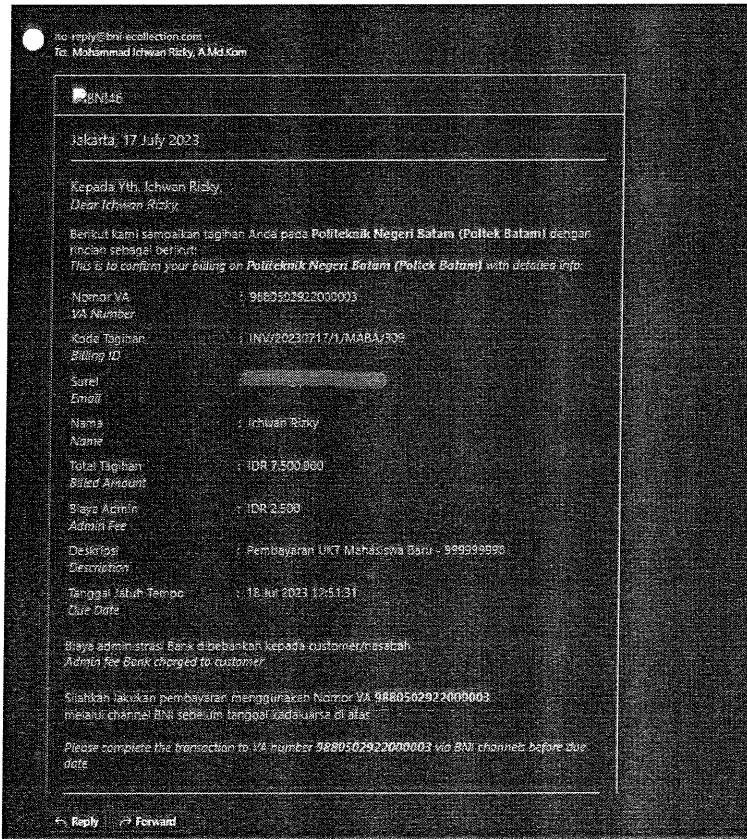 no-reply@bni-ecollection.com
To: Mohammad Ichwan Rizky, A.Md.Kom
BNI46
Jakarta, 17 July 2023
Kepada Yth. Ichwan Rizky,
Dear Ichwan Rizky,
Berikut kami sampaikan tagihan Anda pada Politeknik Negeri Batam (Poltek Batam) dengan
rincian sebagai berikut:
This is to confirm your billing on Politeknik Negeri Batam (Poltek Batam) with detailed info:
Nomor VA : 9880502922000003
VA Number
Kode Tagihan : INV/20230717/1/MABA/309
Billing ID
Surel :
Email
Nama : Ichwan Rizky
Name
Total Tagihan : IDR 7.500.000
Billed Amount
Biaya Admin : IDR 2.500
Admin Fee
Deskripsi : Pembayaran UKT Mahasiswa Baru - 999999998
Description
Tanggal Jatuh Tempo : 18 Jul 2023 12:51:31
Due Date
Biaya administrasi Bank dibebankan kepada customer/nasabah
Admin fee Bank charged to customer
Silahkan lakukan pembayaran menggunakan Nomor VA 9880502922000003
melalui channel BNI sebelum tanggal kadaluarsa di atas
Please complete the transaction to VA number 9880502922000003 via BNI channels before due
date
Reply Forward